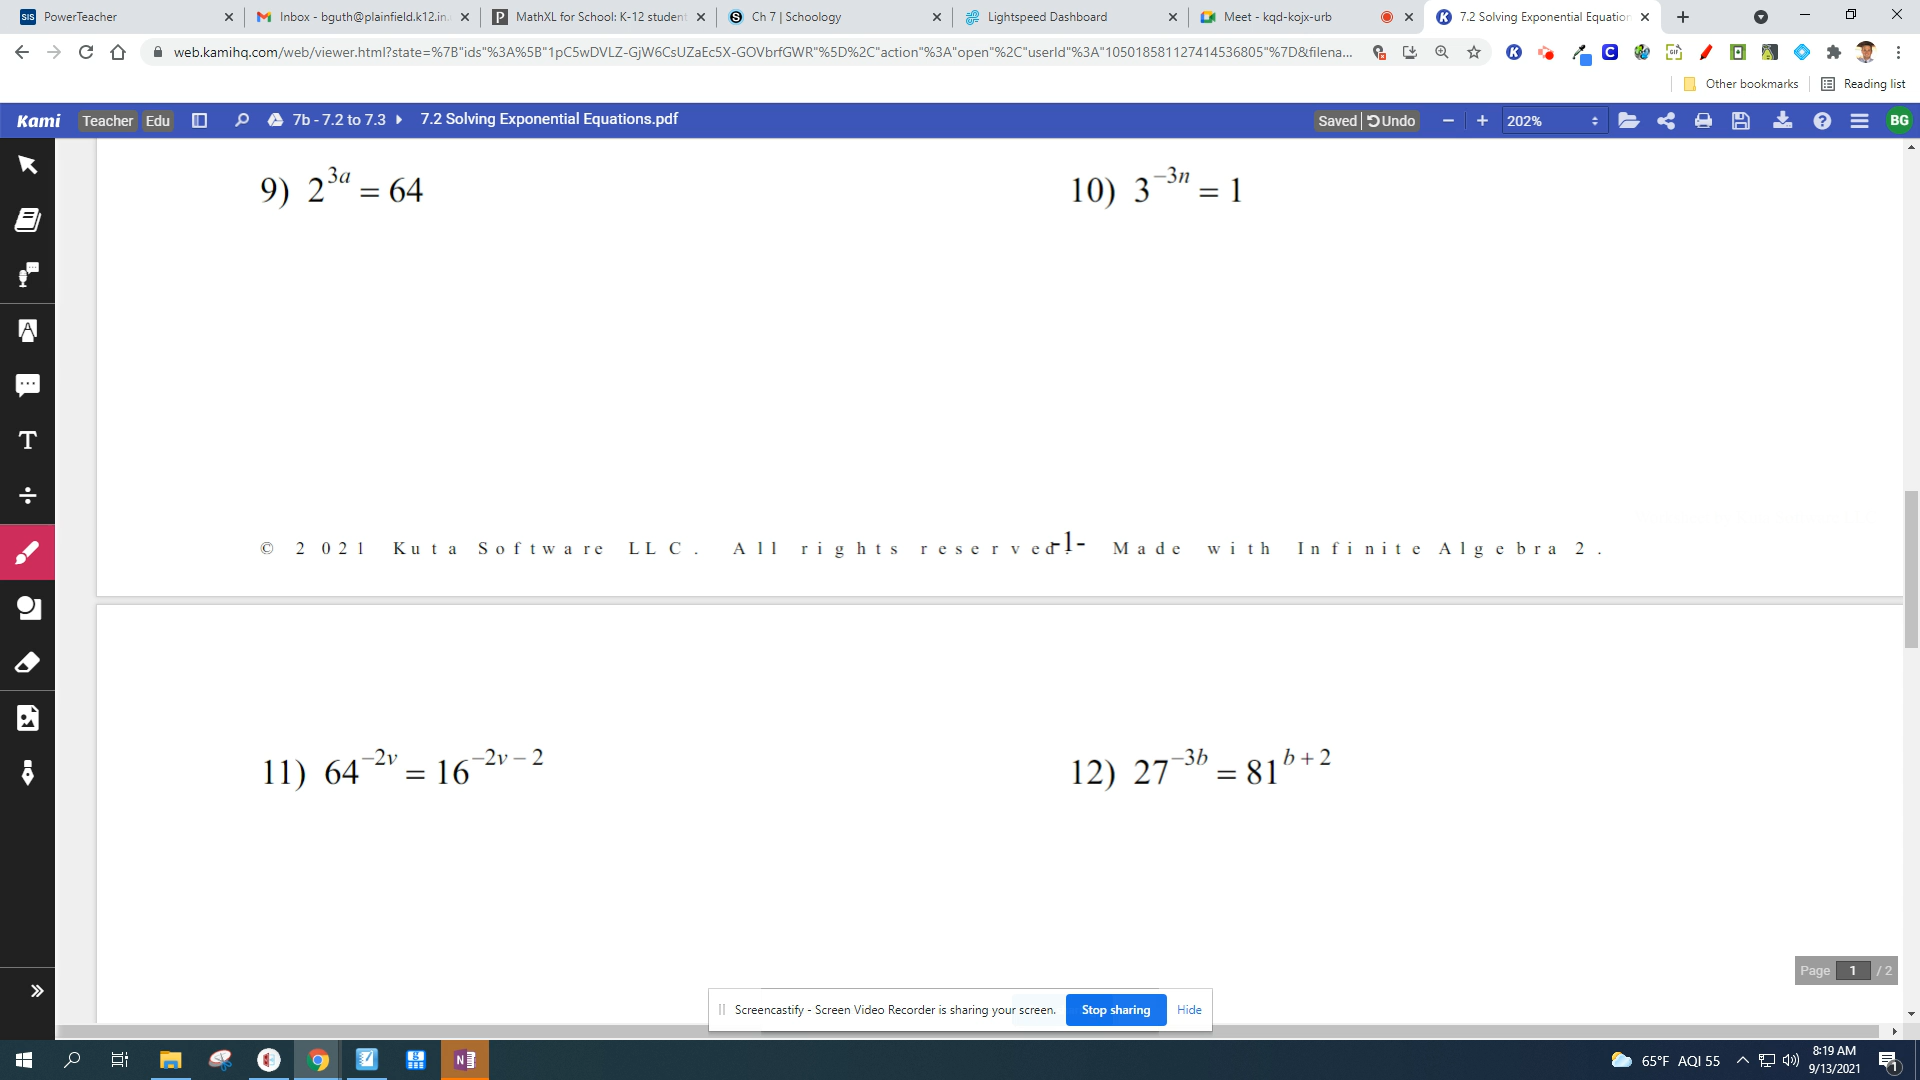 PowerTeacher
Inbox - bguth@plainfield.k12.in.
MathXL for School: K-12 student
Ch 7 | Schoology
Lightspeed Dashboard
Meet - kqd-kojx-urb
7.2 Solving Exponential Equation
web.kamihq.com/web/viewer.html?state=%7B"ids"%3A%5B"1pC5wDVLZ-GjW6CsUZaEc5X-GOVbrfGWR"%5D%2C"action"%3A"open"%2C"userId"%3A"105018581127414536805"%7D&filena...
Other bookmarks
Reading list
Kami
Teacher
Edu
7b - 7.2 to 7.3
7.2 Solving Exponential Equations.pdf
Saved
Undo
202%
BG
9) 2^{3a} = 64
10) 3^{-3n} = 1
© 2021 Kuta Software LLC. All rights reserved.
-1-
Made with Infinite Algebra 2.
11) 64^{-2v} = 16^{-2v - 2}
12) 27^{-3b} = 81^{b + 2}
Page 1 / 2
Screencastify - Screen Video Recorder is sharing your screen.
Stop sharing
Hide
65°F AQI 55
8:19 AM
9/13/2021
1